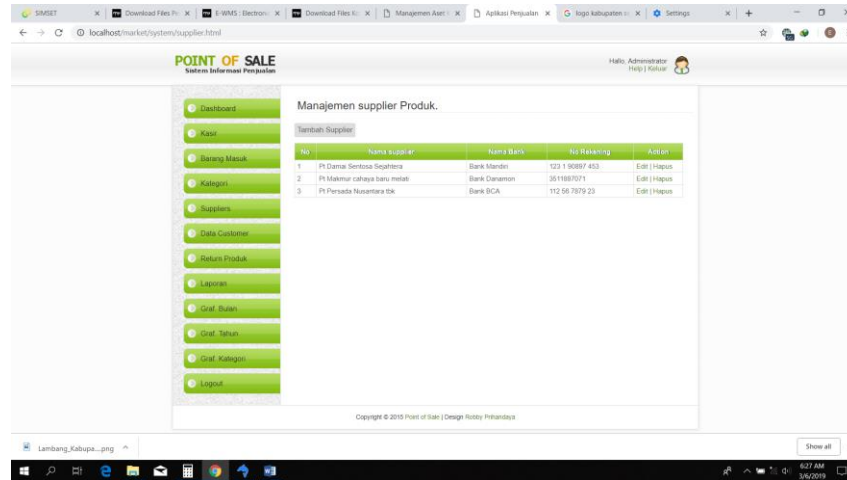 SIMSET
Download Files Pr
E-WMS : Electronic
Download Files Ki
Manajemen Aset
Aplikasi Penjualan
logo kabupaten
Settings
localhost/market/system/supplier.html
POINT OF SALE
Sistem Informasi Penjualan
Hallo, Administrator
Help | Keluar
Dashboard
Kasir
Barang Masuk
Kategori
Suppliers
Data Customer
Return Produk
Laporan
Graf. Bulan
Graf. Tahun
Graf. Kategori
Logout
Manajemen supplier Produk.
Tambah Supplier
No Nama supplier Nama Bank No Rekening Action
1 Pt.Damai Sentosa Sejahtera Bank Mandiri 123 1 90897 453 Edit | Hapus
2 Pt Makmur cahaya baru melati Bank Danamon 3511887071 Edit | Hapus
3 Pt Persada Nusantara tbk Bank BCA 112 56 7879 23 Edit | Hapus
Copyright © 2015 Point of Sale | Design Robby Prihandaya
Lambang_Kabupa....png
Show all
6:27 AM
3/6/2019